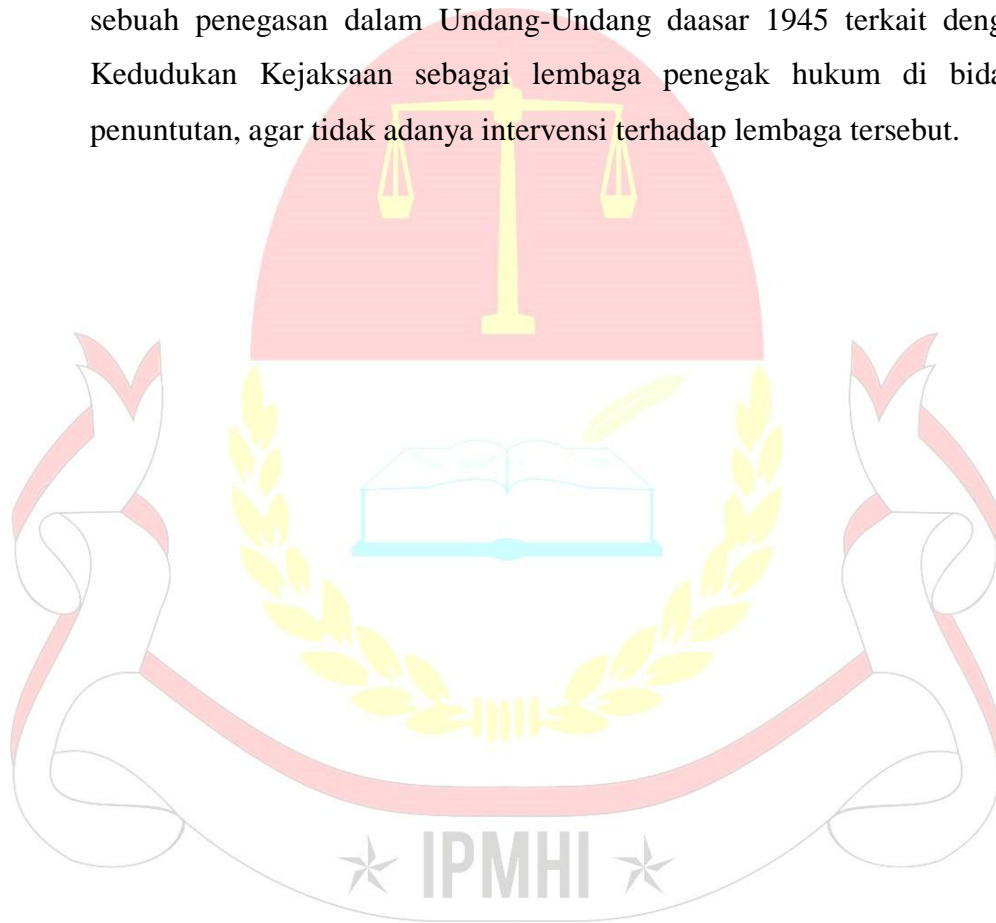 sebuah penegasan dalam Undang-Undang daasar 1945 terkait deng
Kedudukan Kejaksaan sebagai lembaga penegak hukum di bida
penuntutan, agar tidak adanya intervensi terhadap lembaga tersebut.
IPMHI